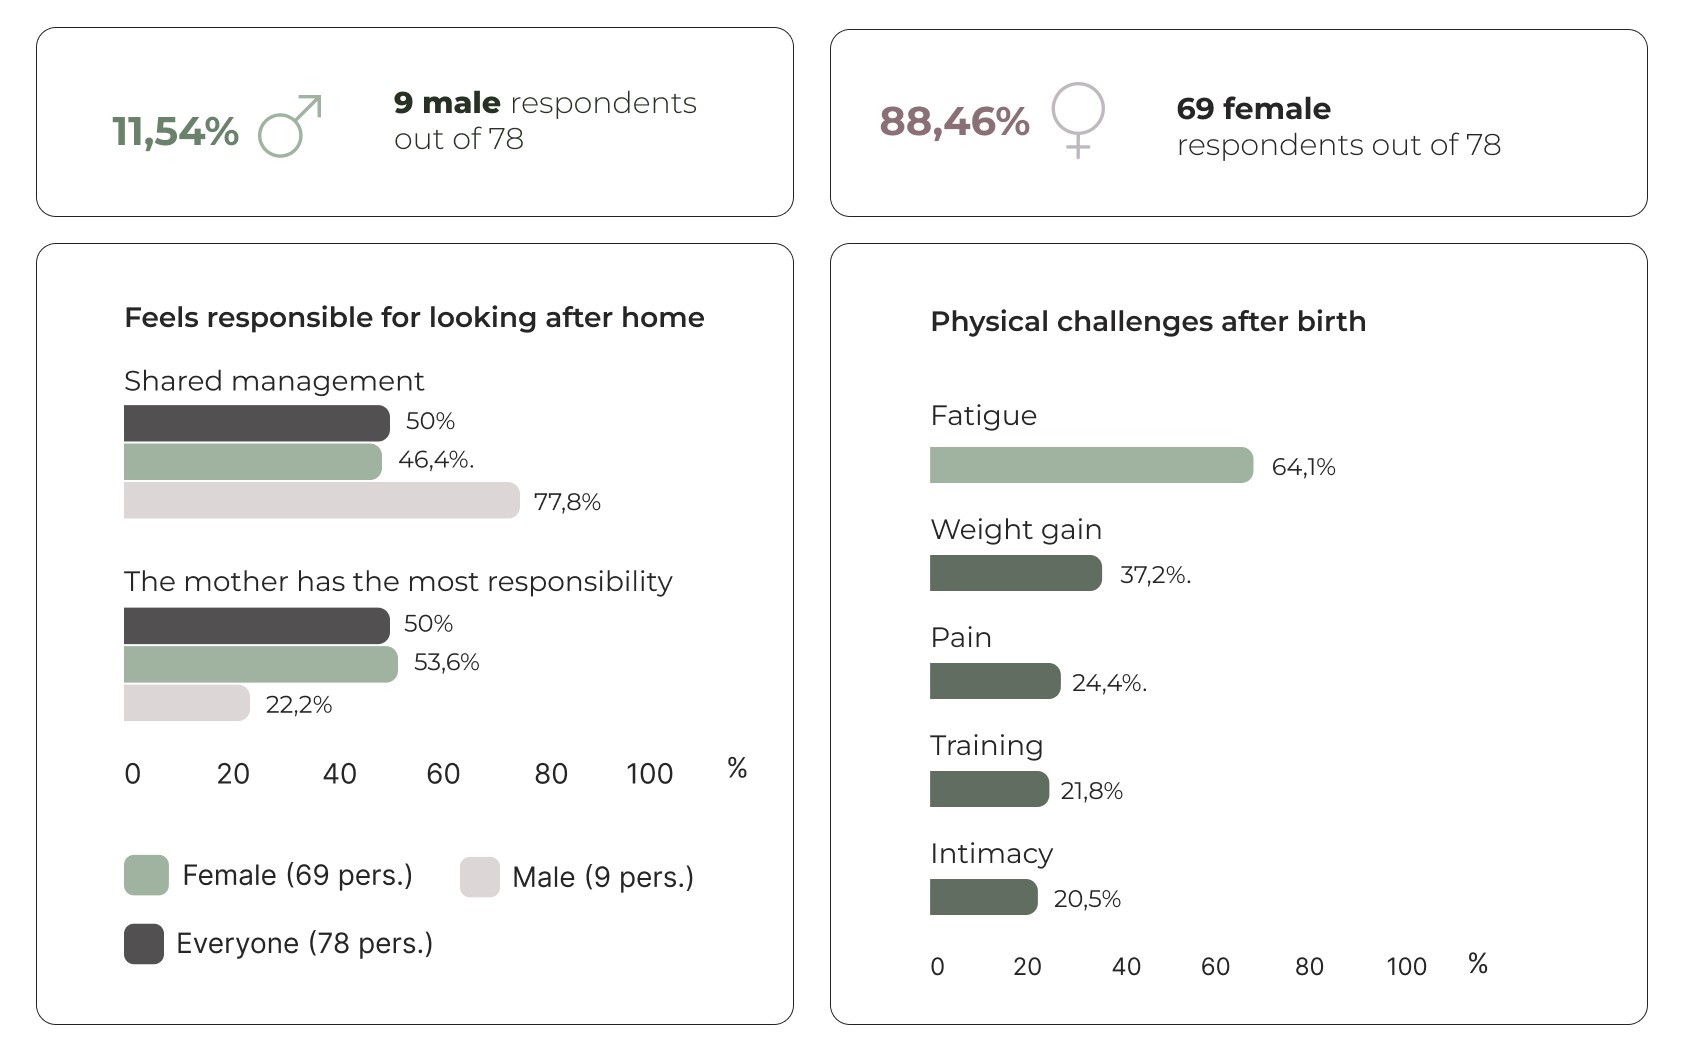 11,54%
9 male respondents
out of 78
88,46%
69 female
respondents out of 78
Feels responsible for looking after home
Shared management
50%
46,4%.
77,8%
The mother has the most responsibility
50%
53,6%
22,2%
0 20 40 60 80 100 %
Female (69 pers.) Male (9 pers.)
Everyone (78 pers.)
Physical challenges after birth
Fatigue
64,1%
Weight gain
37,2%.
Pain
24,4%.
Training
21,8%
Intimacy
20,5%
0 20 40 60 80 100 %